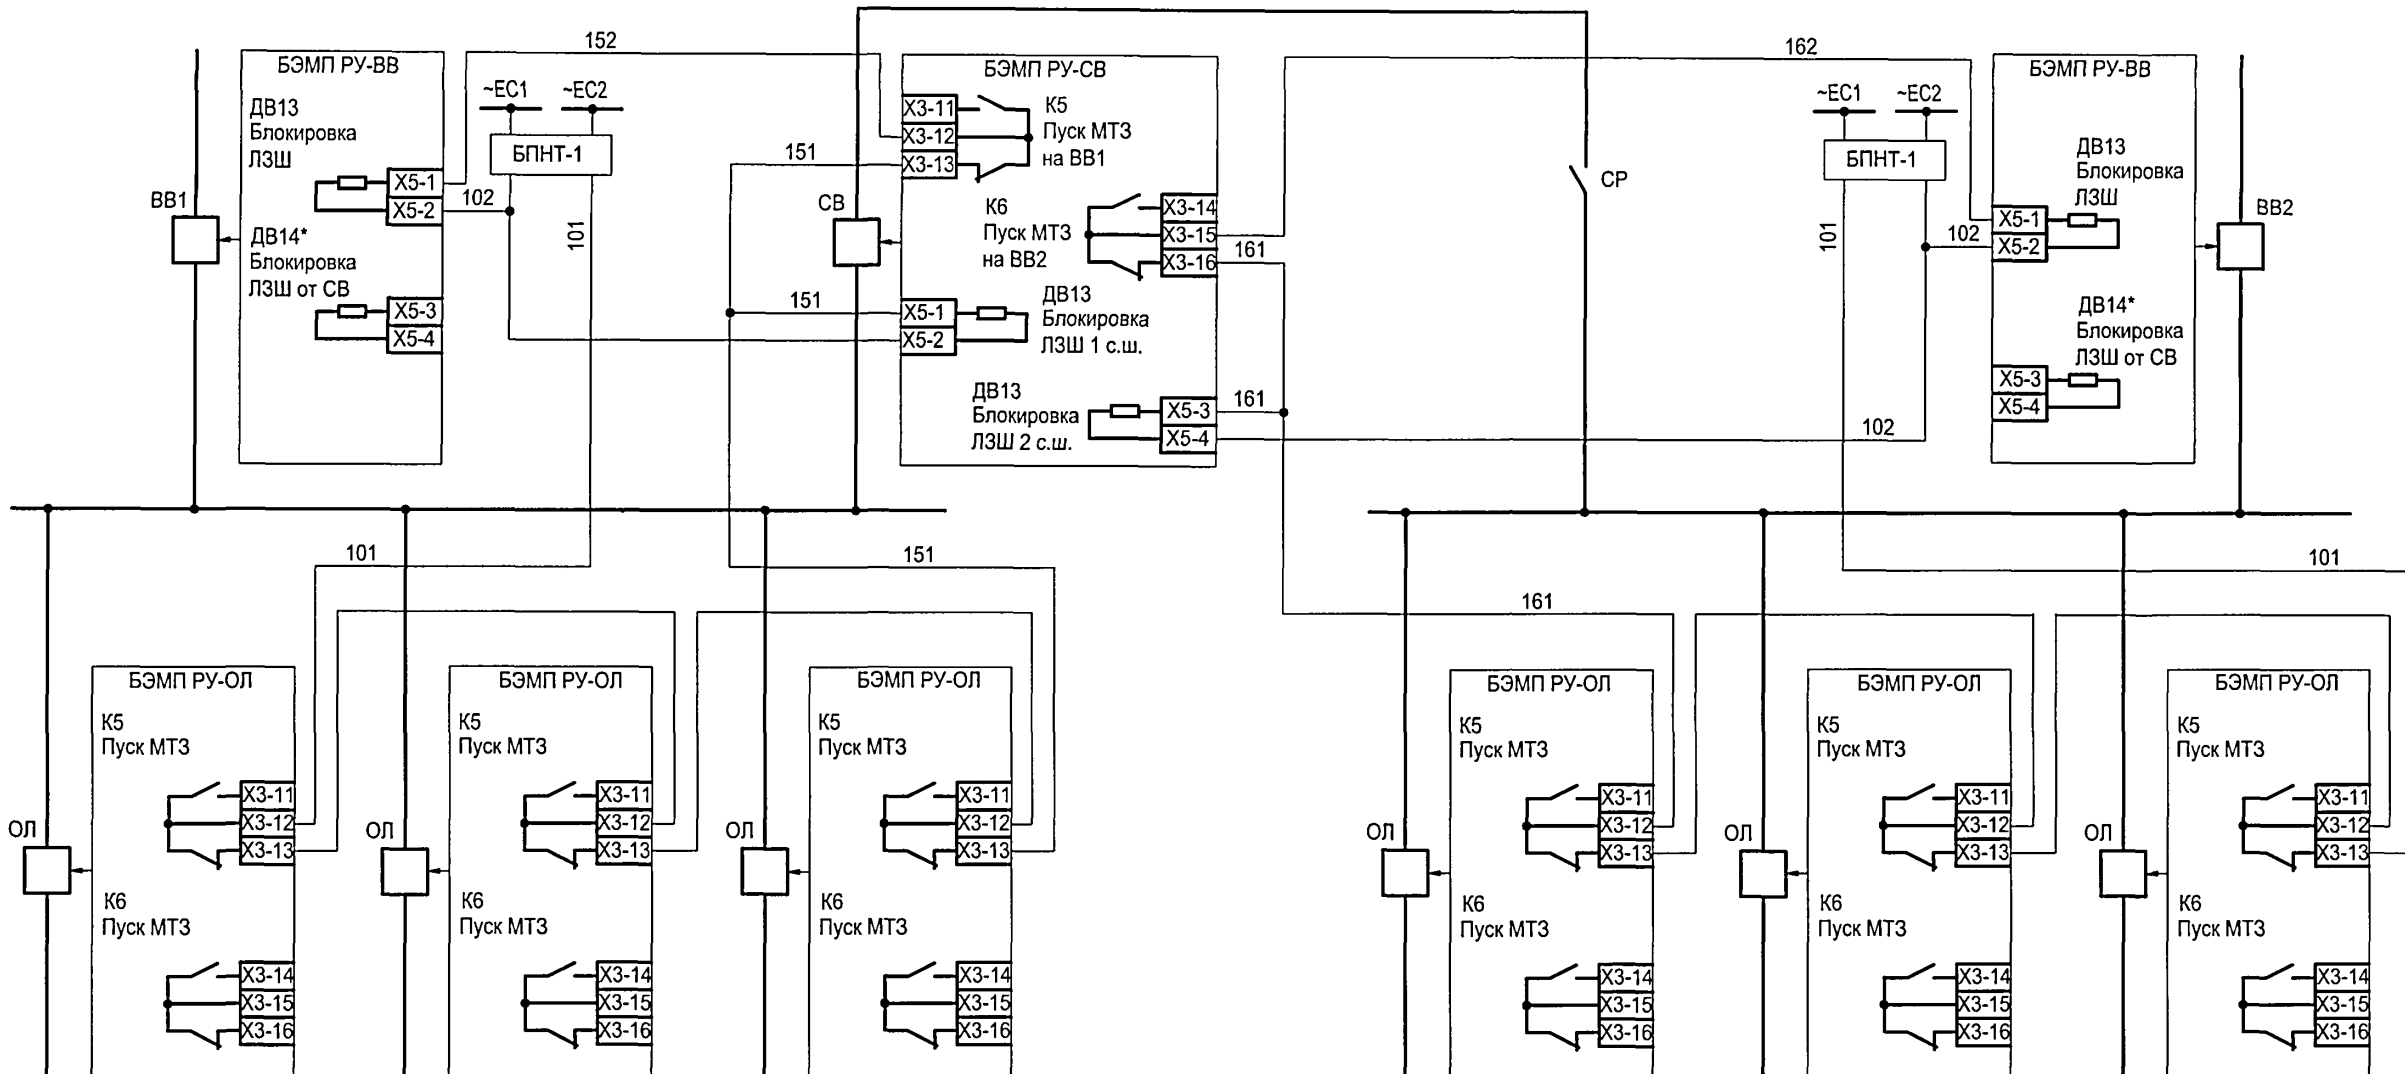 152
162
БЭМП РУ-ВВ
БЭМП РУ-СВ
БЭМП РУ-ВВ
~ЕС1
~ЕС2
~ЕС1
~ЕС2
БПНТ-1
БПНТ-1
ВВ1
ДВ13
Блокировка
ЛЗШ
X5-1
X5-2
102
101
ДВ14*
Блокировка
ЛЗШ от СВ
X5-3
X5-4
151
СВ
X3-11
X3-12
X3-13
К5
Пуск МТЗ
на ВВ1
К6
Пуск МТЗ
на ВВ2
X3-14
X3-15
X3-16
161
151
X5-1
X5-2
ДВ13
Блокировка
ЛЗШ 1 с.ш.
ДВ13
Блокировка
ЛЗШ 2 с.ш.
X5-3
X5-4
161
102
СР
101
102
ДВ13
Блокировка
ЛЗШ
X5-1
X5-2
ВВ2
ДВ14*
Блокировка
ЛЗШ от СВ
X5-3
X5-4
101
151
161
101
БЭМП РУ-ОЛ
К5
Пуск МТЗ
X3-11
X3-12
X3-13
ОЛ
К6
Пуск МТЗ
X3-14
X3-15
X3-16
БЭМП РУ-ОЛ
К5
Пуск МТЗ
X3-11
X3-12
X3-13
ОЛ
К6
Пуск МТЗ
X3-14
X3-15
X3-16
БЭМП РУ-ОЛ
К5
Пуск МТЗ
X3-11
X3-12
X3-13
ОЛ
К6
Пуск МТЗ
X3-14
X3-15
X3-16
БЭМП РУ-ОЛ
К5
Пуск МТЗ
X3-11
X3-12
X3-13
ОЛ
К6
Пуск МТЗ
X3-14
X3-15
X3-16
БЭМП РУ-ОЛ
К5
Пуск МТЗ
X3-11
X3-12
X3-13
ОЛ
К6
Пуск МТЗ
X3-14
X3-15
X3-16
БЭМП РУ-ОЛ
К5
Пуск МТЗ
X3-11
X3-12
X3-13
ОЛ
К6
Пуск МТЗ
X3-14
X3-15
X3-16